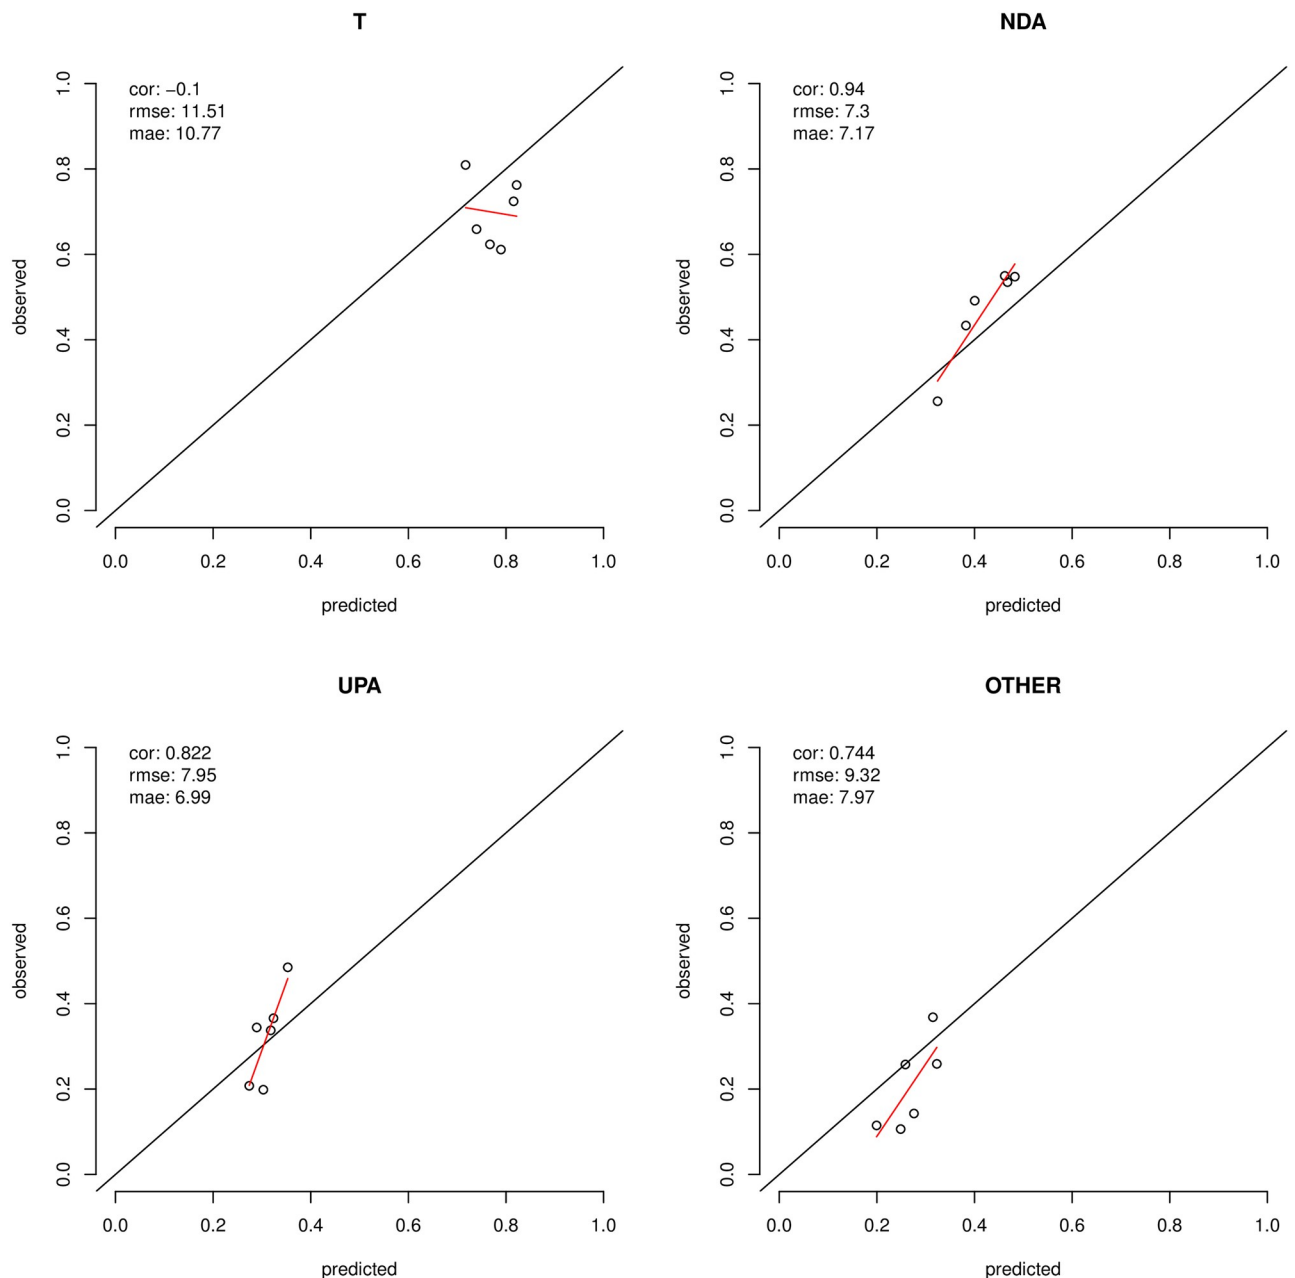 T
cor: −0.1
rmse: 11.51
mae: 10.77
observed
0.0 0.2 0.4 0.6 0.8 1.0
0.0 0.2 0.4 0.6 0.8 1.0
predicted
NDA
cor: 0.94
rmse: 7.3
mae: 7.17
observed
0.0 0.2 0.4 0.6 0.8 1.0
0.0 0.2 0.4 0.6 0.8 1.0
predicted
UPA
cor: 0.822
rmse: 7.95
mae: 6.99
observed
0.0 0.2 0.4 0.6 0.8 1.0
0.0 0.2 0.4 0.6 0.8 1.0
predicted
OTHER
cor: 0.744
rmse: 9.32
mae: 7.97
observed
0.0 0.2 0.4 0.6 0.8 1.0
0.0 0.2 0.4 0.6 0.8 1.0
predicted